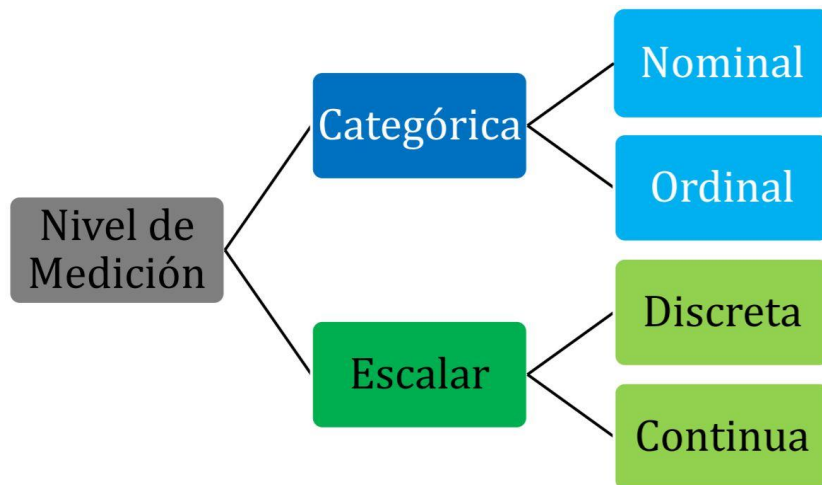 Nivel de
Medición
Categórica
Nominal
Ordinal
Escalar
Discreta
Continua